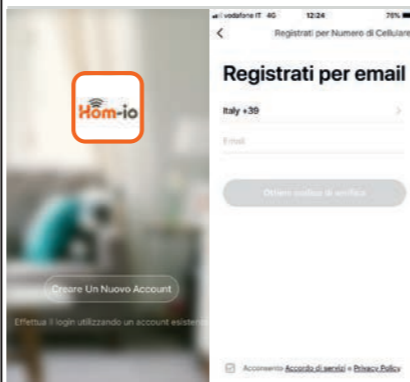 Hom-io
Creare Un Nuovo Account
Effettua il login utilizzando un account esistente
vodafone IT 4G 12:24 76%
Registrati per Numero di Cellulare
Registrati per email
Italy +39
Email
Ottieni codice di verifica
Acconsento Accordo di servizi e Privacy Policy